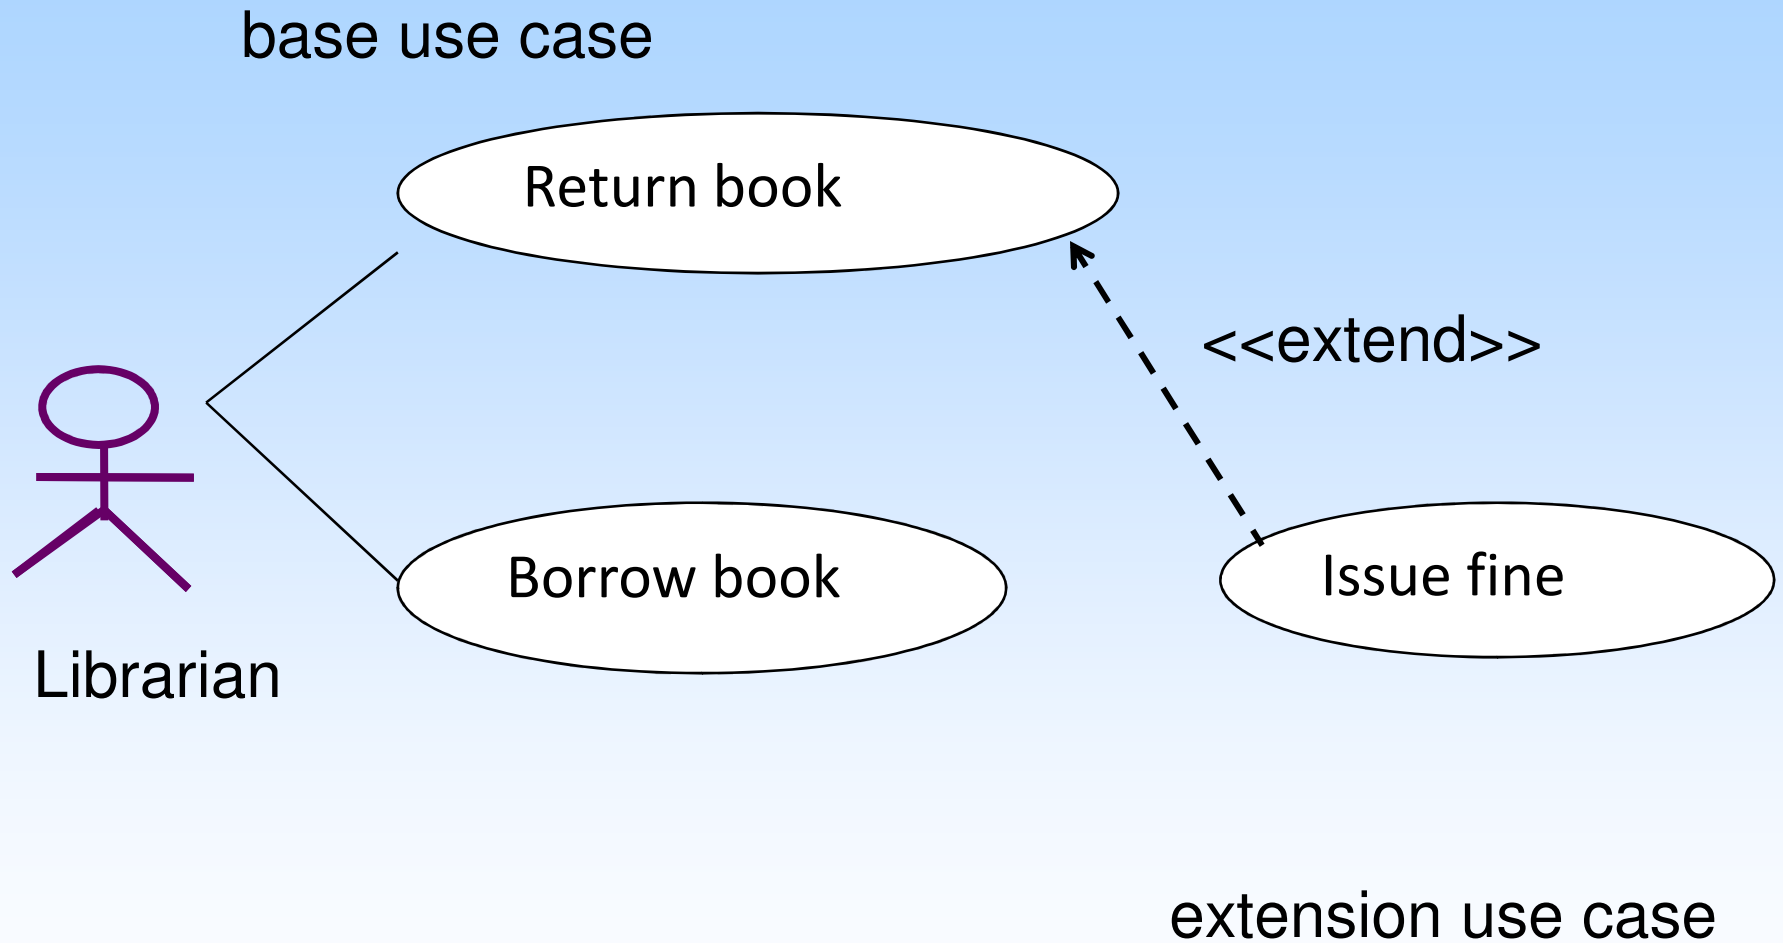 base use case
Return book
<<extend>>
Borrow book
Issue fine
Librarian
extension use case